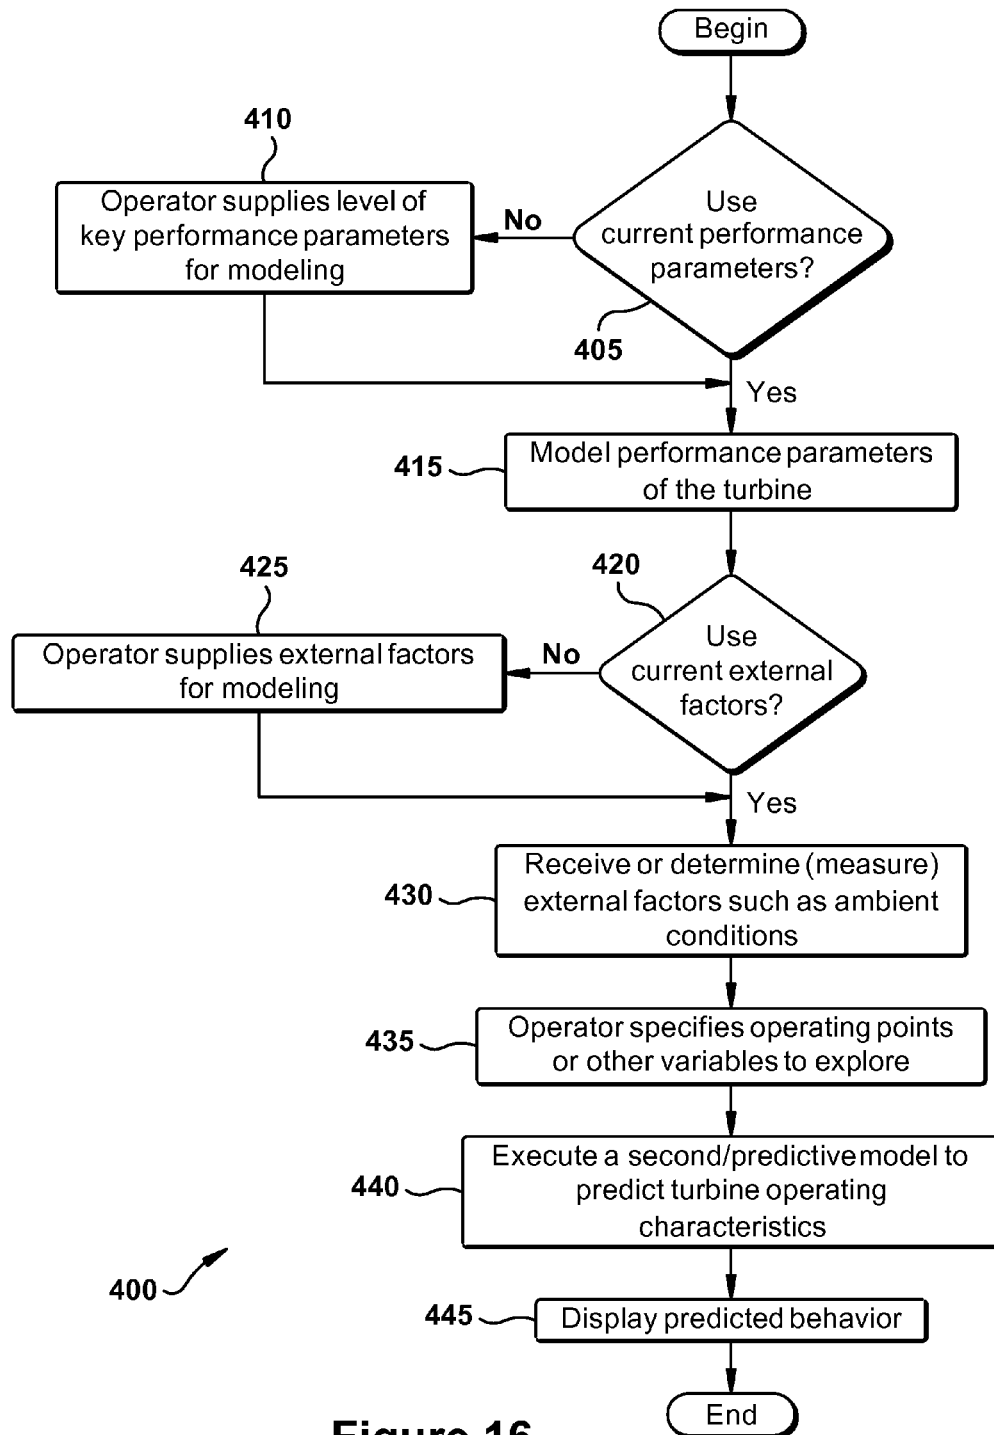 Begin
410
Operator supplies level of
key performance parameters
for modeling
No
Use
current performance
parameters?
405
Yes
415
Model performance parameters
of the turbine
425
420
Operator supplies external factors
for modeling
No
Use
current external
factors?
Yes
430
Receive or determine (measure)
external factors such as ambient
conditions
435
Operator specifies operating points
or other variables to explore
440
Execute a second/predictive model to
predict turbine operating
characteristics
400
445
Display predicted behavior
End
Figure 16